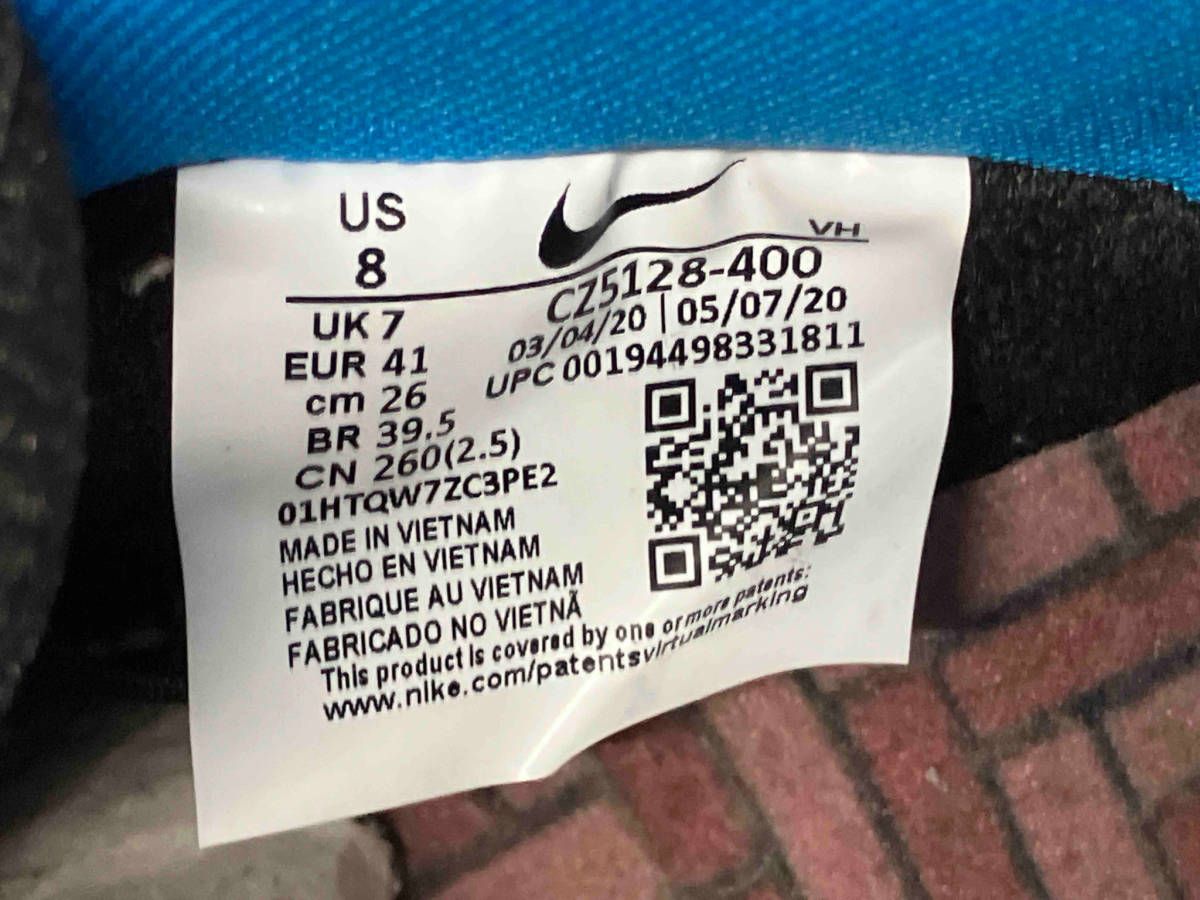 US
8
VH
CZ5128-400
03/04/20 | 05/07/20
UPC 00194498331811
UK 7
EUR 41
cm 26
BR 39.5
CN 260(2.5)
01HTQW7ZC3PE2
MADE IN VIETNAM
HECHO EN VIETNAM
FABRIQUE AU VIETNAM
FABRICADO NO VIETNÃ
This product is covered by one or more patents:
www.nike.com/patentsvirtualmarking